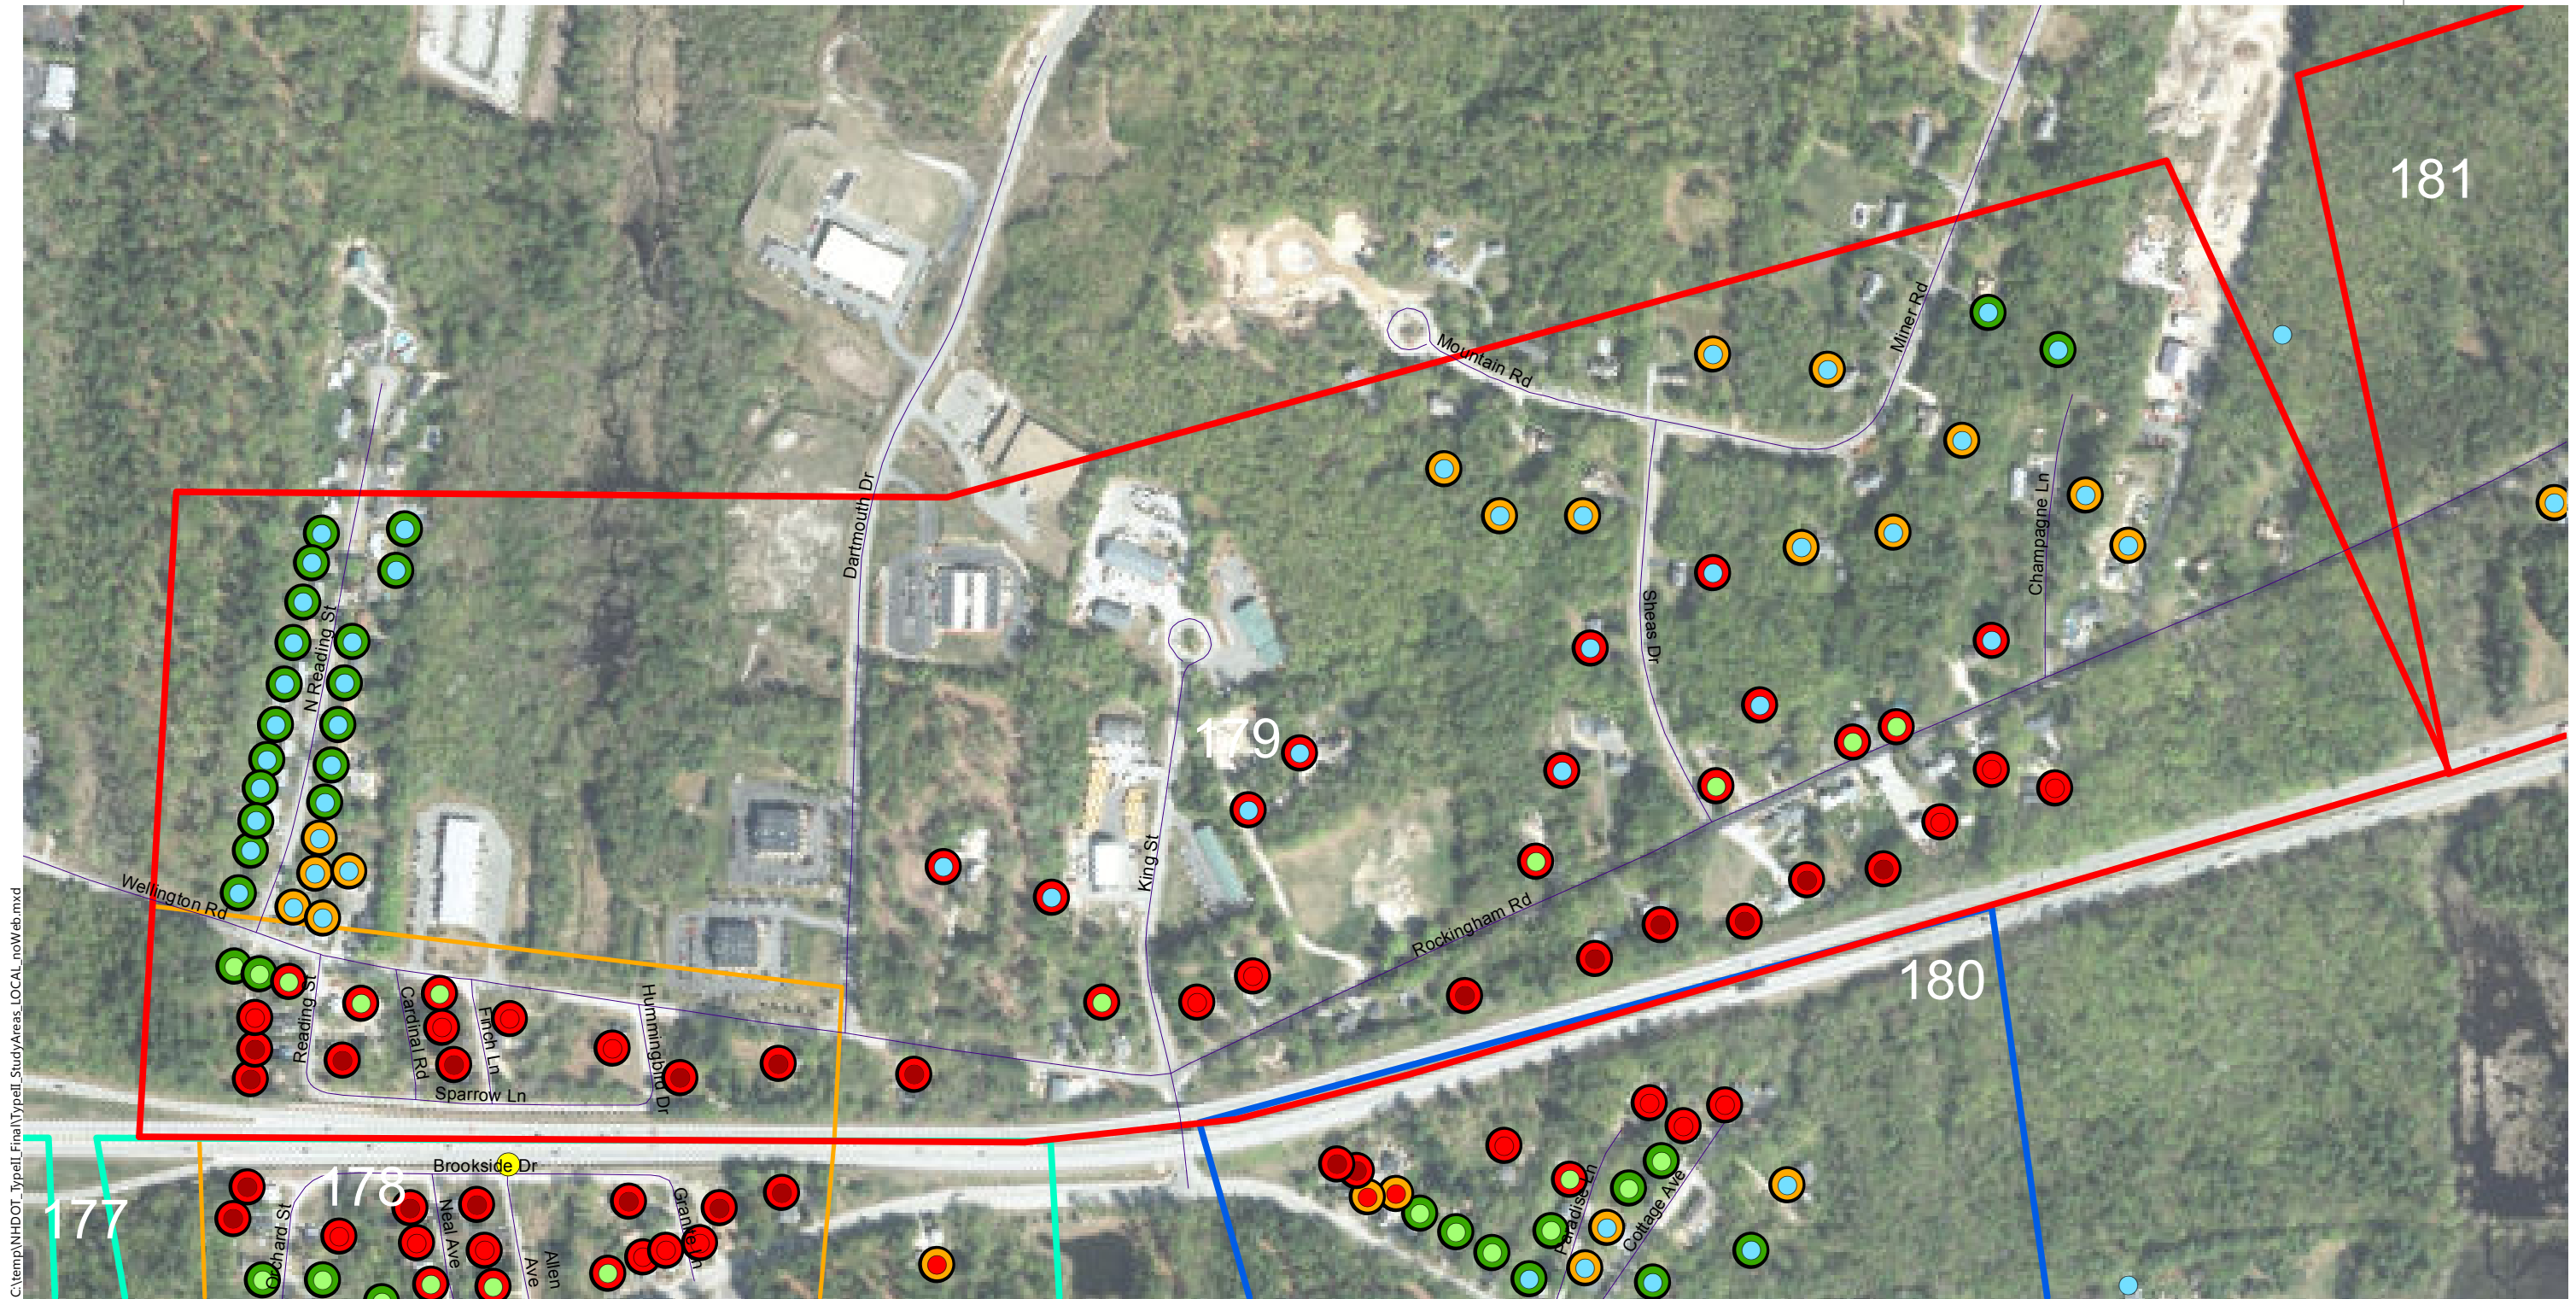 181
Miner Rd
Mountain Rd
Dartmouth Dr
Champagne Ln
Sheas Dr
N Reading St
179
King St
Wellington Rd
Rockingham Rd
180
Reading St
Cardinal Rd
Finch Ln
Hummingbird Dr
Sparrow Ln
Brookside Dr
178
177
Orchard St
Neal Ave
Allen
Ave
Granite Ln
Paradise Ln
Cottage Ave
C:\temp\NHDOT_TypeII_Final\TypeII_StudyAreas_LOCAL_noWeb.mxd